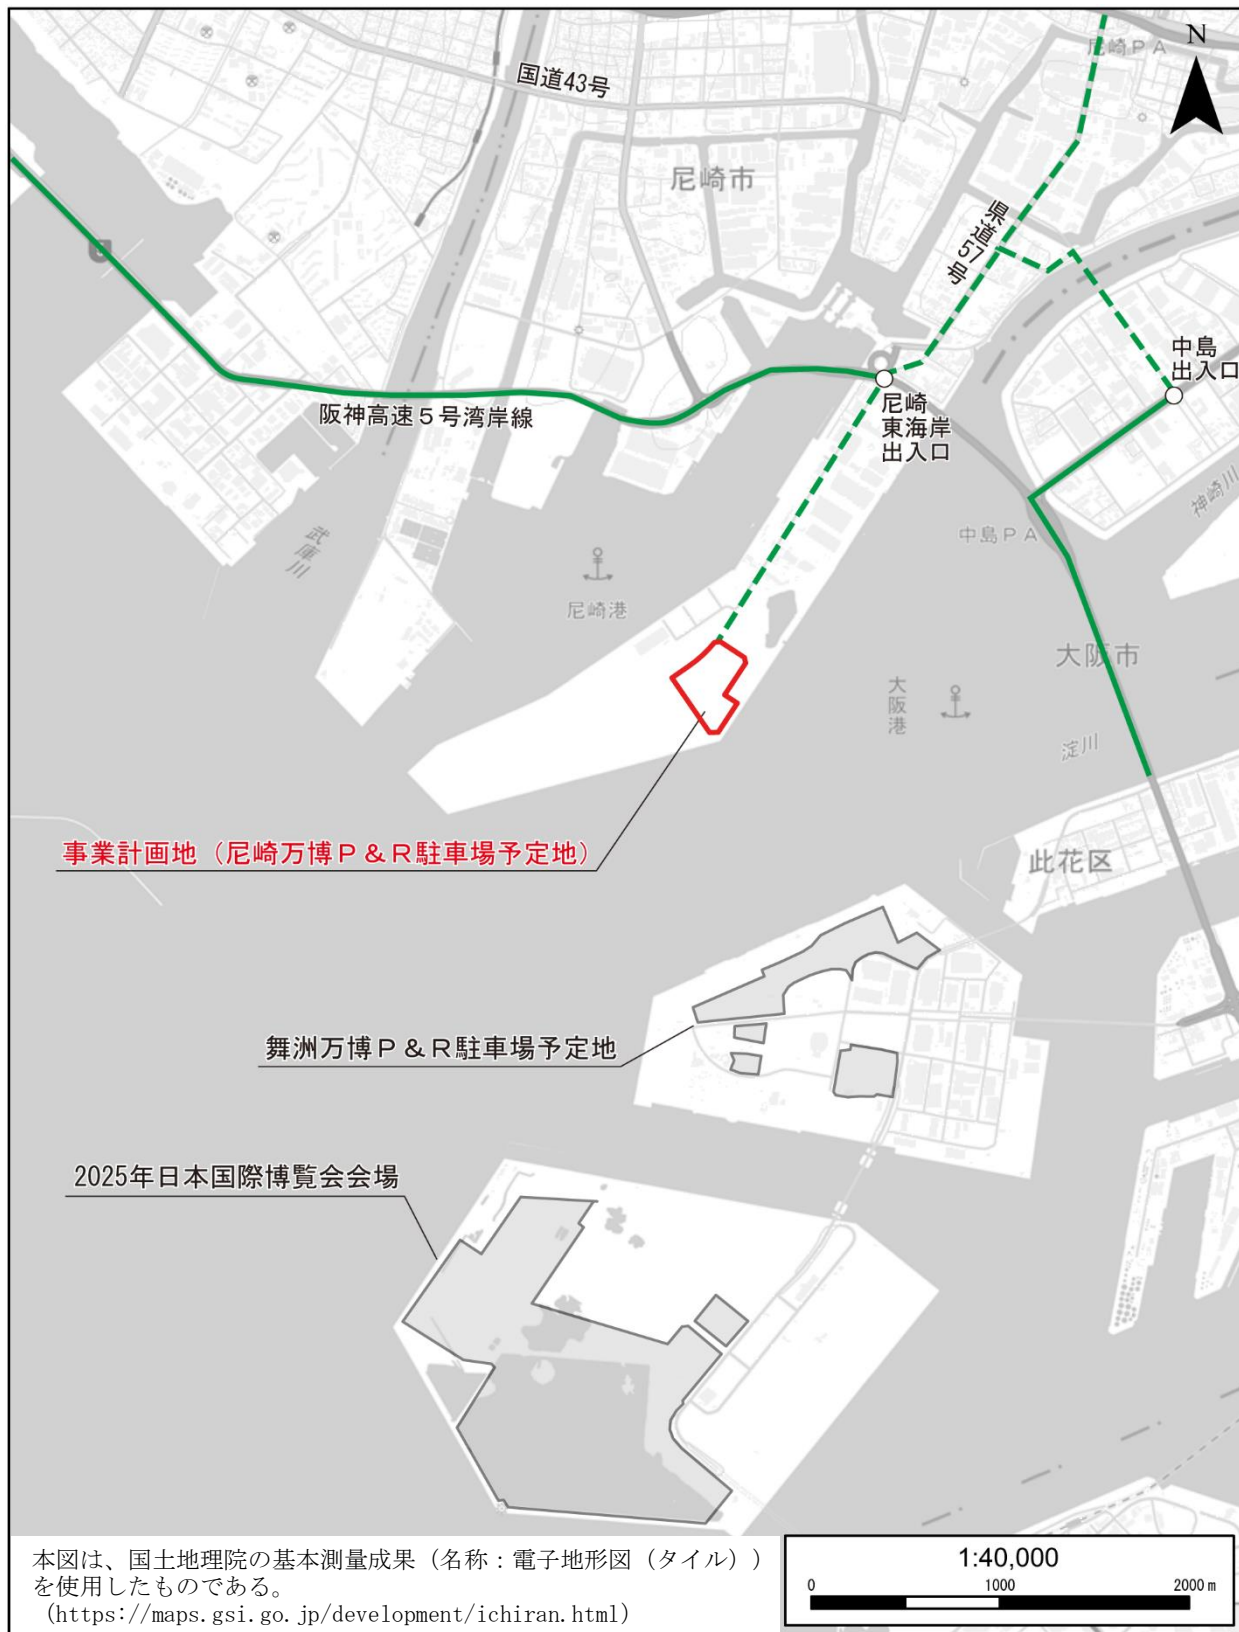 国道43号
尼崎PA
N
尼崎市
県道57号
中島
出入口
阪神高速5号湾岸線
尼崎
東海岸
出入口
5
神崎川
中島PA
武庫川
尼崎港
大阪市
大阪港
淀川
事業計画地（尼崎万博P＆R駐車場予定地）
此花区
舞洲万博P＆R駐車場予定地
2025年日本国際博覧会会場
本図は、国土地理院の基本測量成果（名称：電子地形図（タイル））
を使用したものである。
（https://maps.gsi.go.jp/development/ichiran.html）
1:40,000
0 1000 2000 m